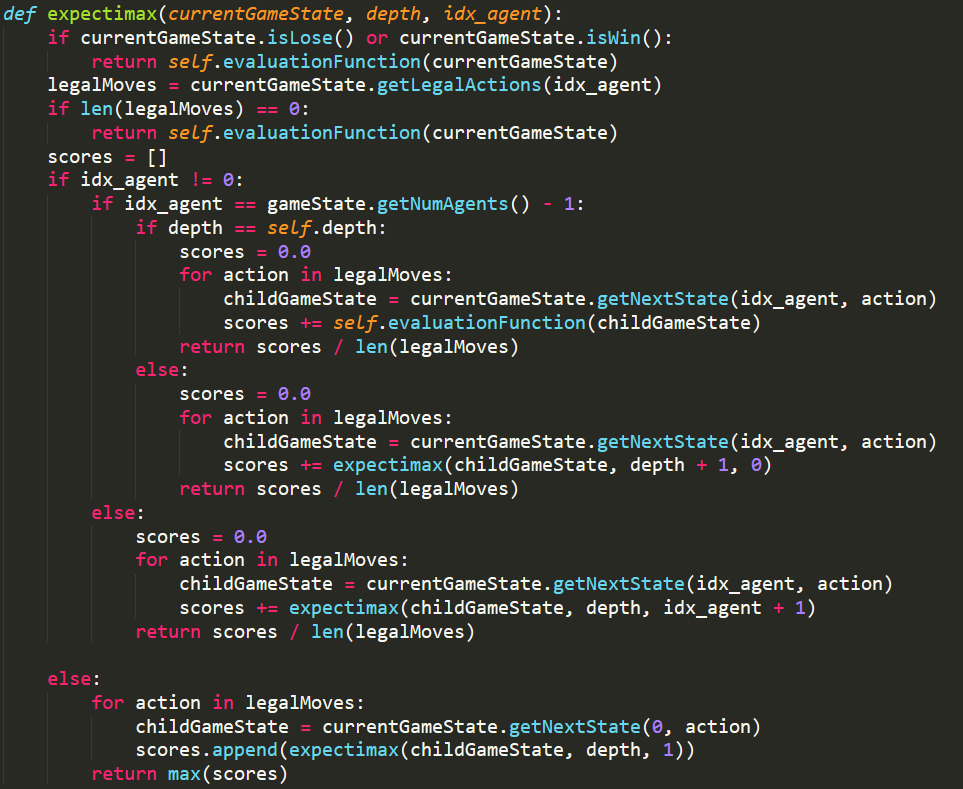 def expectimax(currentGameState, depth, idx_agent):
    if currentGameState.isLose() or currentGameState.isWin():
        return self.evaluationFunction(currentGameState)
    legalMoves = currentGameState.getLegalActions(idx_agent)
    if len(legalMoves) == 0:
        return self.evaluationFunction(currentGameState)
    scores = []
    if idx_agent != 0:
        if idx_agent == gameState.getNumAgents() - 1:
            if depth == self.depth:
                scores = 0.0
                for action in legalMoves:
                    childGameState = currentGameState.getNextState(idx_agent, action)
                    scores += self.evaluationFunction(childGameState)
                return scores / len(legalMoves)
            else:
                scores = 0.0
                for action in legalMoves:
                    childGameState = currentGameState.getNextState(idx_agent, action)
                    scores += expectimax(childGameState, depth + 1, 0)
                return scores / len(legalMoves)
        else:
            scores = 0.0
            for action in legalMoves:
                childGameState = currentGameState.getNextState(idx_agent, action)
                scores += expectimax(childGameState, depth, idx_agent + 1)
            return scores / len(legalMoves)

    else:
        for action in legalMoves:
            childGameState = currentGameState.getNextState(0, action)
            scores.append(expectimax(childGameState, depth, 1))
        return max(scores)